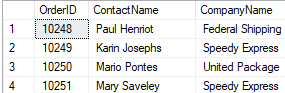 OrderID ContactName CompanyName
1 10248 Paul Henriot Federal Shipping
2 10249 Karin Josephs Speedy Express
3 10250 Mario Pontes United Package
4 10251 Mary Saveley Speedy Express